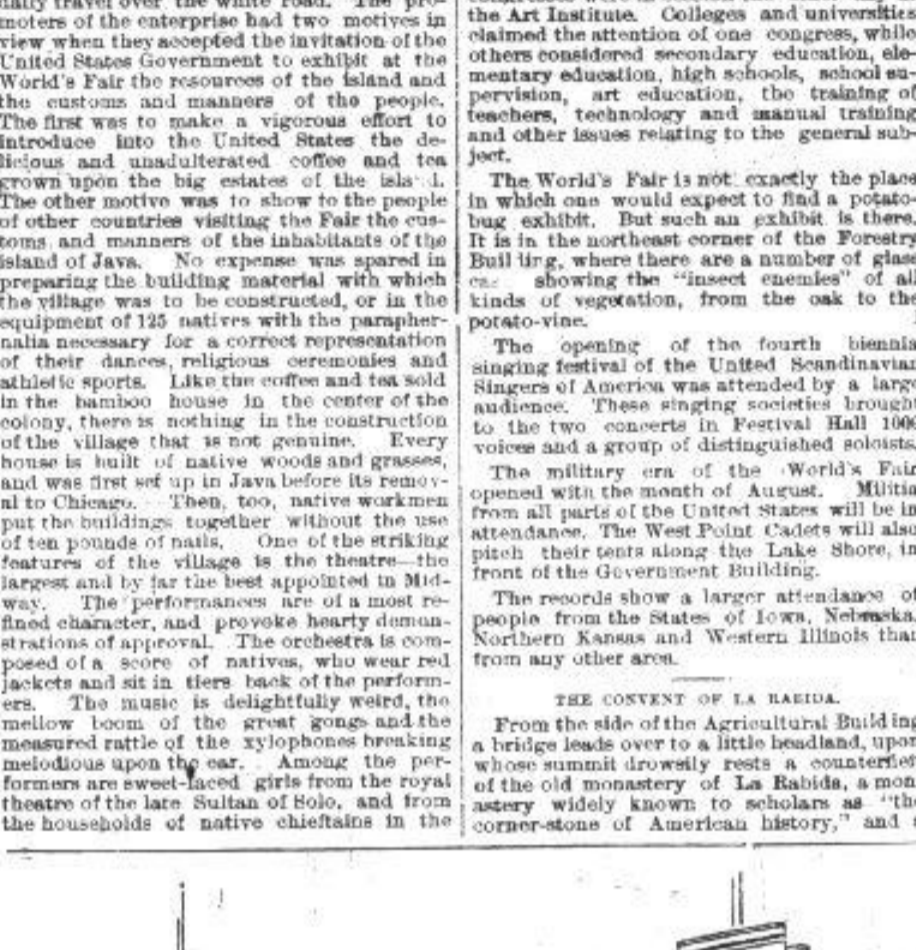 travel over the white road. The pro-
moters of the enterprise had two motives in
view when they accepted the invitation of the
United States Government to exhibit at the
World's Fair the resources of the island and
the customs and manners of the people.
The first was to make a vigorous effort to
introduce into the United States the de-
licious and unadulterated coffee and tea
grown upon the big estates of the isla d.
The other motive was to show to the people
of other countries visiting the Fair the cus-
toms and manners of the inhabitants of the
island of Java. No expense was spared in
preparing the building material with which
the village was to be constructed, or in the
equipment of 125 natives with the parapher-
nalia necessary for a correct representation
of their dances, religious ceremonies and
athletic sports. Like the coffee and tea sold
in the bamboo house in the center of the
colony, there is nothing in the construction
of the village that is not genuine. Every
house is built of native woods and grasses,
and was first set up in Java before its remov-
al to Chicago. Then, too, native workmen
put the buildings together without the use
of ten pounds of nails. One of the striking
features of the village is the theatre—the
largest and by far the best appointed in Mid-
way. The performances are of a most re-
fined character, and provoke hearty demon-
strations of approval. The orchestra is com-
posed of a score of natives, who wear red
jackets and sit in tiers back of the perform-
ers. The music is delightfully weird, the
mellow boom of the great gongs and the
measured rattle of the xylophones breaking
melodious upon the ear. Among the per-
formers are sweet-faced girls from the royal
theatre of the late Sultan of Solo, and from
the households of native chieftains in the
the Art Institute. Colleges and universities
claimed the attention of one congress, while
others considered secondary education, ele-
mentary education, high schools, school su-
pervision, art education, the training of
teachers, technology and manual training
and other issues relating to the general sub-
ject.
The World's Fair is not exactly the place
in which one would expect to find a potato-
bug exhibit. But such an exhibit is there.
It is in the northeast corner of the Forestry
Buil ling, where there are a number of glass
ca showing the "insect enemies" of all
kinds of vegetation, from the oak to the
potato-vine.
The opening of the fourth biennia
singing festival of the United Scandinavian
Singers of America was attended by a large
audience. These singing societies brought
to the two concerts in Festival Hall 1000
voices and a group of distinguished soloists.
The military era of the World's Fair
opened with the month of August. Militia
from all parts of the United States will be in
attendance. The West Point Cadets will also
pitch their tents along the Lake Shore, in
front of the Government Building.
The records show a larger attendance of
people from the States of Iowa, Nebraska,
Northern Kansas and Western Illinois than
from any other area.
THE CONVENT OF LA RABIDA.
From the side of the Agricultural Building
a bridge leads over to a little headland, upon
whose summit drowsily rests a counterfeit
of the old monastery of La Rabida, a mon
astery widely known to scholars as "the
corner-stone of American history," and